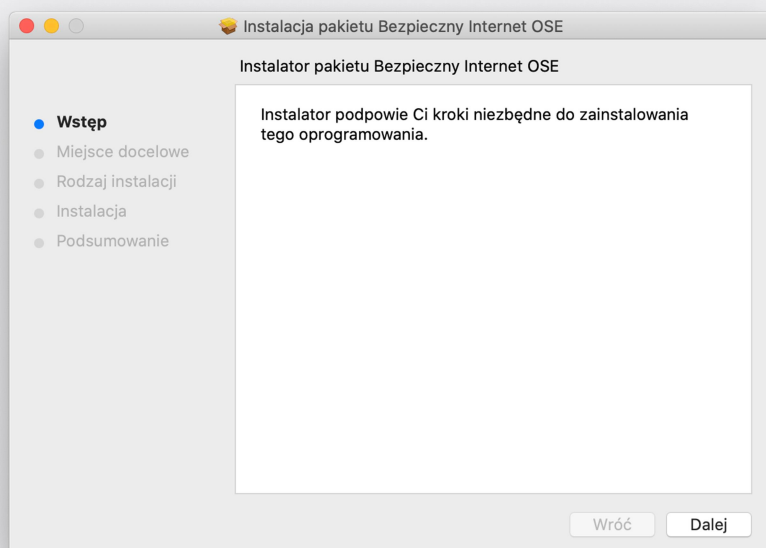 Instalacja pakietu Bezpieczny Internet OSE
Instalator pakietu Bezpieczny Internet OSE
Wstęp
Miejsce docelowe
Rodzaj instalacji
Instalacja
Podsumowanie
Instalator podpowie Ci kroki niezbędne do zainstalowania
tego oprogramowania.
Wróć
Dalej